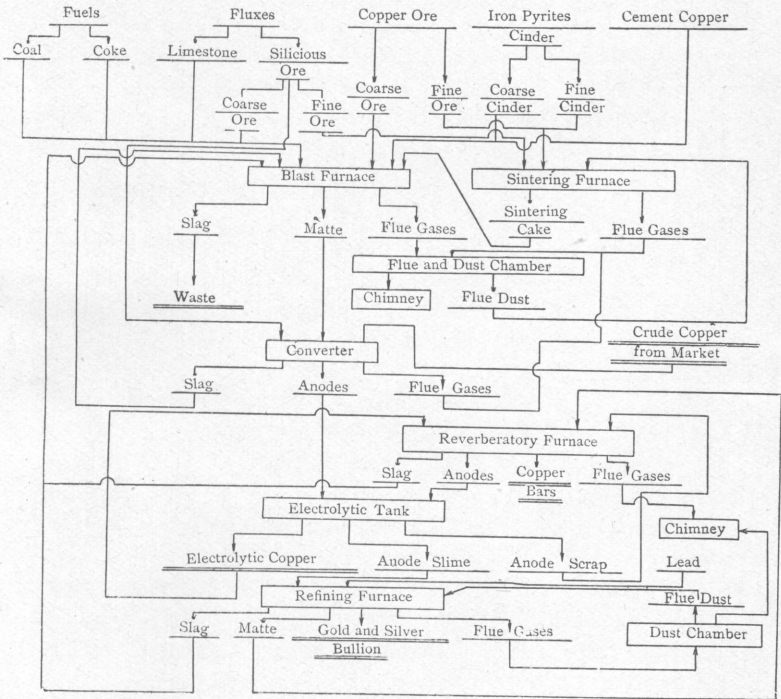 Fuels
Fluxes
Copper Ore
Iron Pyrites
Cinder
Cement Copper
Coal
Coke
Limestone
Silicious
Ore
Coarse
Ore
Fine
Ore
Coarse
Ore
Fine
Ore
Coarse
Cinder
Fine
Cinder
Blast Furnace
Sintering Furnace
Slag
Matte
Flue Gases
Sintering
Cake
Flue Gases
Flue and Dust Chamber
Waste
Chimney
Flue Dust
Crude Copper
from Market
Converter
Slag
Anodes
Flue Gases
Reverberatory Furnace
Slag
Anodes
Copper
Bars
Flue Gases
Electrolytic Tank
Chimney
Electrolytic Copper
Anode Slime
Anode Scrap
Lead
Refining Furnace
Flue Dust
Slag
Matte
Gold and Silver
Bullion
Flue Gases
Dust Chamber